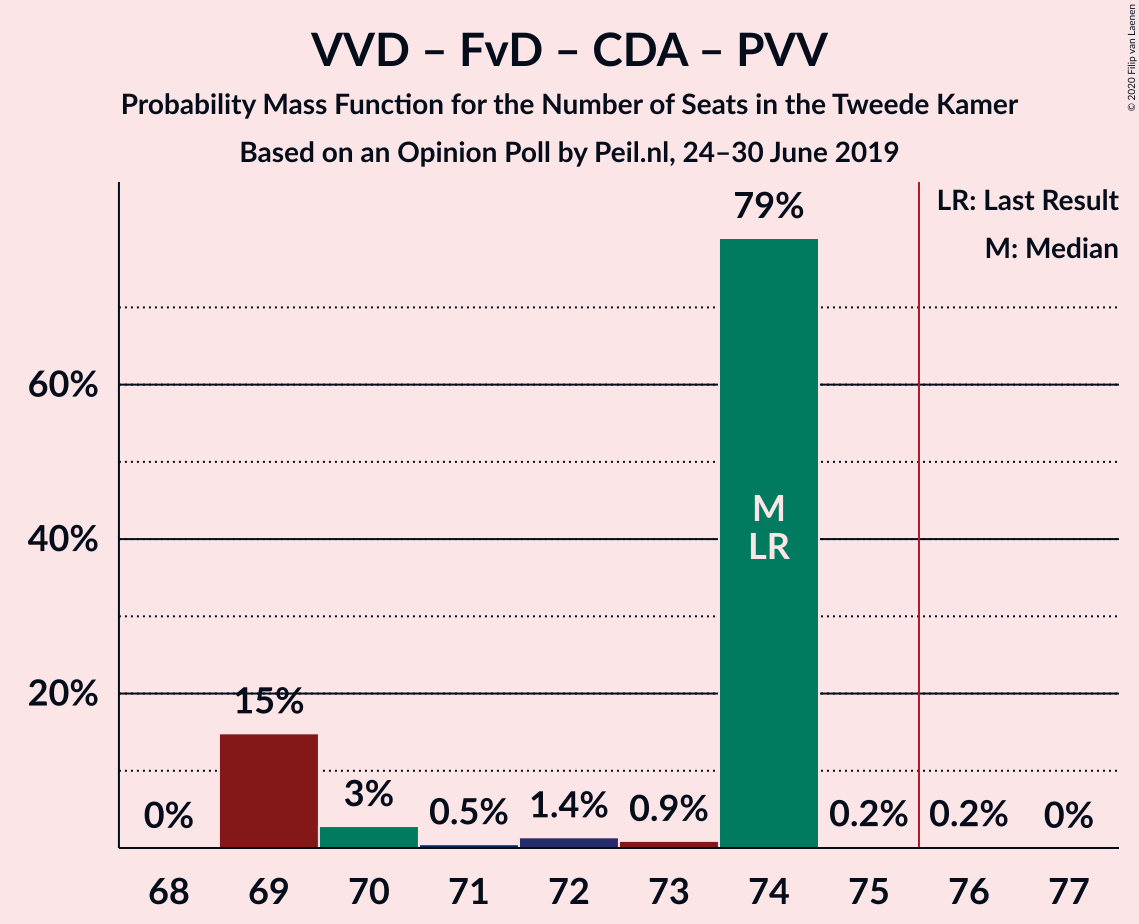 VVD – FvD – CDA – PVV
Probability Mass Function for the Number of Seats in the Tweede Kamer
Based on an Opinion Poll by Peil.nl, 24–30 June 2019
© 2020 Filip van Laenen
LR: Last Result
M: Median
60%
40%
20%
0%
15%
3%
0.5%
1.4%
0.9%
79%
M
LR
0.2%
0.2%
0%
68 69 70 71 72 73 74 75 76 77